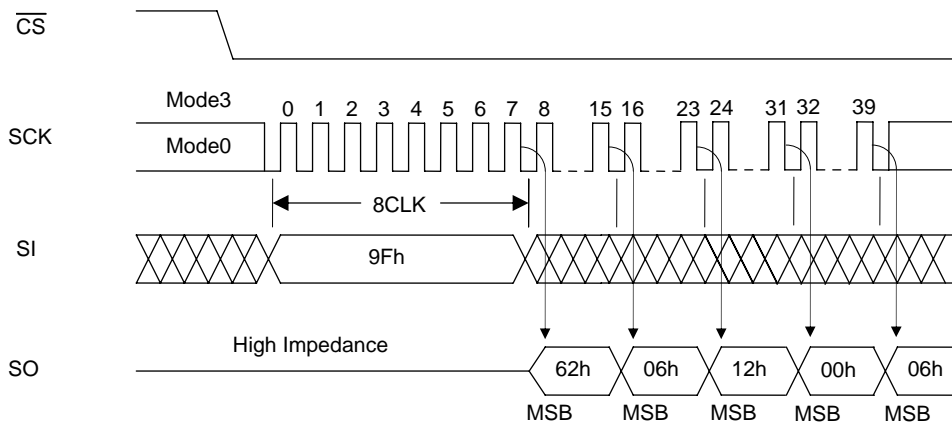 CS
Mode3
0 1 2 3 4 5 6 7 8 15 16 23 24 31 32 39
SCK
Mode0
8CLK
SI
9Fh
High Impedance
SO
62h 06h 12h 00h 06h
MSB MSB MSB MSB MSB